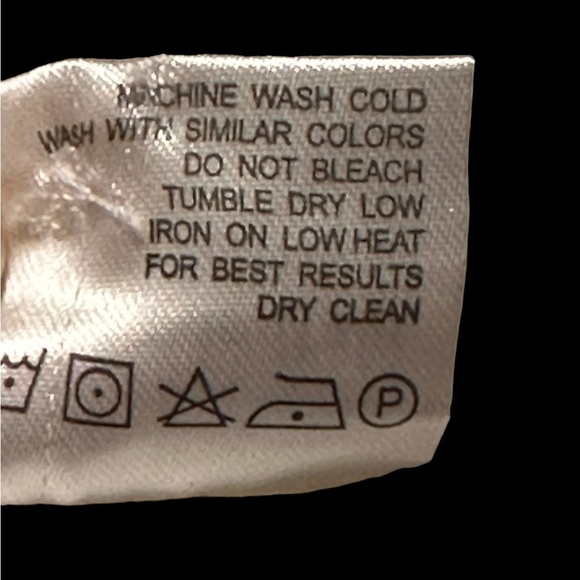 MACHINE WASH COLD
WASH WITH SIMILAR COLORS
DO NOT BLEACH
TUMBLE DRY LOW
IRON ON LOW HEAT
FOR BEST RESULTS
DRY CLEAN
P